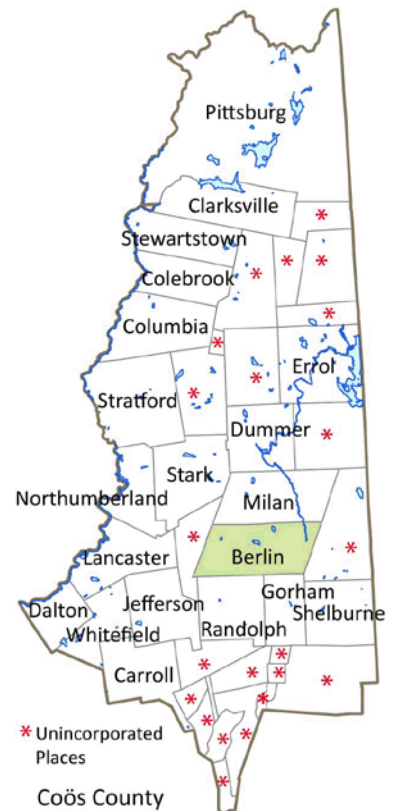 Pittsburg
Clarksville
*
Stewartstown
*
*
*
Colebrook
*
Columbia
*
Errol
*
*
Stratford
Dummer
*
Stark
Northumberland
Milan
*
*
Lancaster
Berlin
Gorham
Dalton
Jefferson
Shelburne
Whitefield
Randolph
*
*
Carroll
*
*
*
*
*
*
*
*
* Unincorporated
Places
*
Coös County